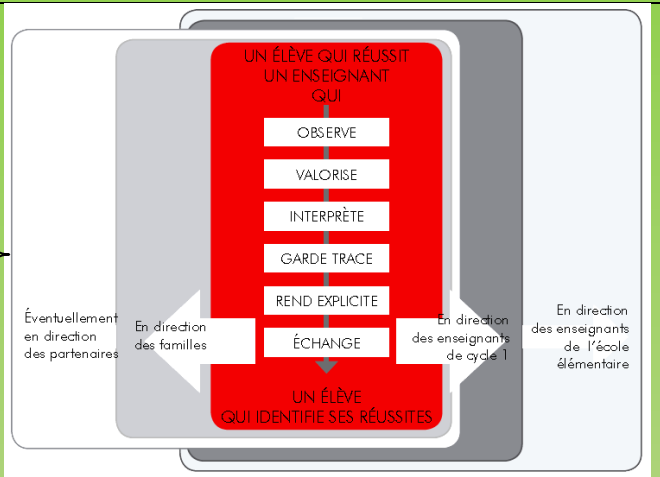 UN ÉLÈVE QUI RÉUSSIT
UN ENSEIGNANT
QUI
OBSERVE
VALORISE
INTERPRÈTE
GARDE TRACE
REND EXPLICITE
ÉCHANGE
Éventuellement
en direction
des partenaires
En direction
des familles
En direction
des enseignants
de cycle 1
En direction
des enseignants
de l'école
élémentaire
UN ÉLÈVE
QUI IDENTIFIE SES RÉUSSITES